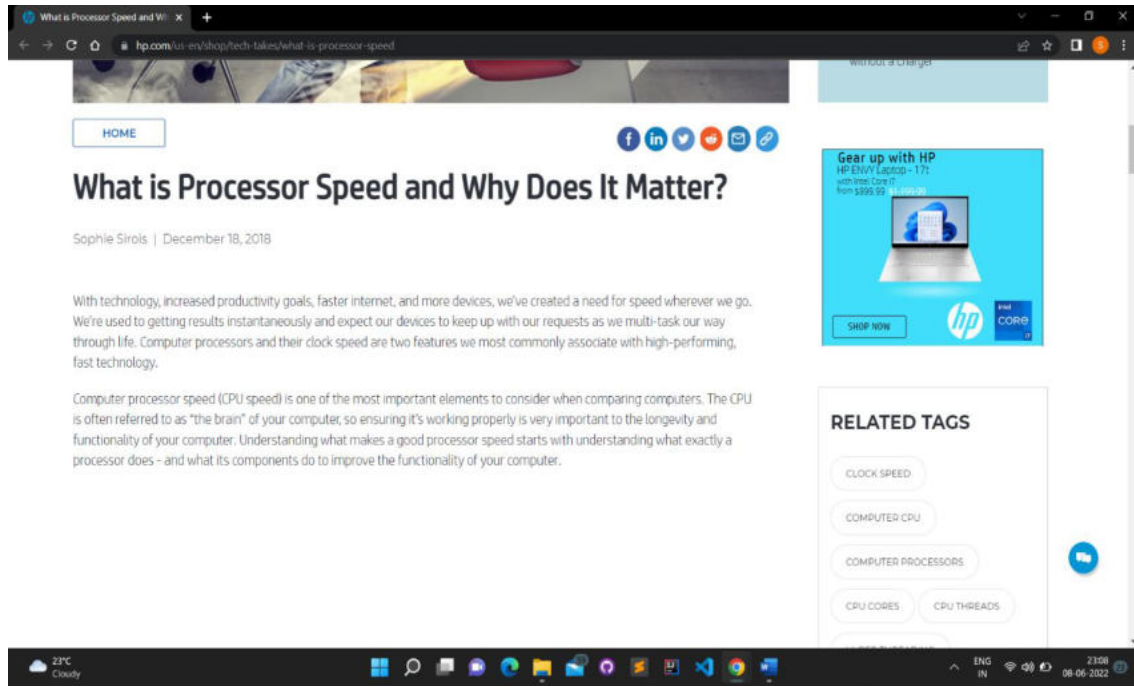 What is Processor Speed and W
hp.com/us-en/shop/tech-takes/what-is-processor-speed
without a charger
HOME
What is Processor Speed and Why Does It Matter?
Sophie Sirois | December 18, 2018
With technology, increased productivity goals, faster internet, and more devices, we've created a need for speed wherever we go.
We're used to getting results instantaneously and expect our devices to keep up with our requests as we multi-task our way
through life. Computer processors and their clock speed are two features we most commonly associate with high-performing,
fast technology.
Computer processor speed (CPU speed) is one of the most important elements to consider when comparing computers. The CPU
is often referred to as "the brain" of your computer, so ensuring it's working properly is very important to the longevity and
functionality of your computer. Understanding what makes a good processor speed starts with understanding what exactly a
processor does - and what its components do to improve the functionality of your computer.
Gear up with HP
HP ENVY Laptop - 17t
with Intel Core i7
from $899.99
SHOP NOW
hp
intel
CORE
i7
RELATED TAGS
CLOCK SPEED
COMPUTER CPU
COMPUTER PROCESSORS
CPU CORES
CPU THREADS
23°C
Cloudy
ENG
IN
23:08
08-06-2022